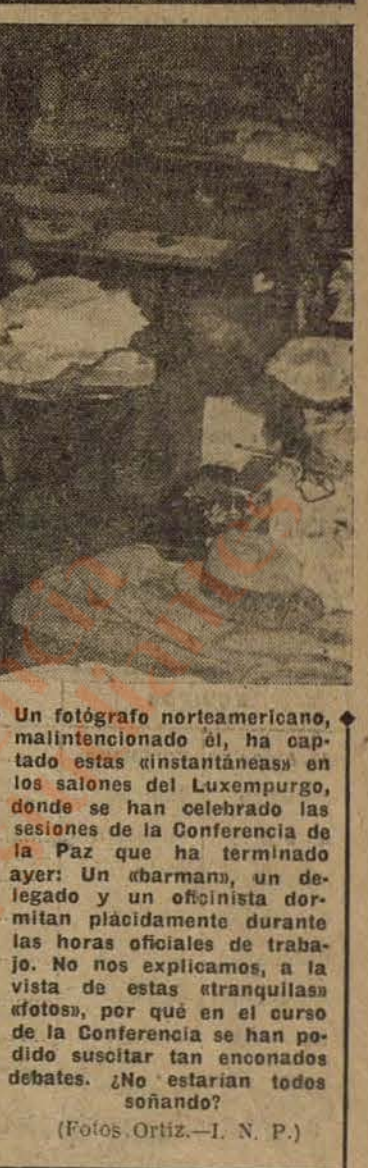 Un fotógrafo norteamericano,
malintencionado él, ha cap-
tado estas «instantáneas» en
los salones del Luxempurgo,
donde se han celebrado las
sesiones de la Conferencia de
la Paz que ha terminado
ayer: Un «barman», un de-
legado y un oficinista dor-
mitan plácidamente durante
las horas oficiales de traba-
jo. No nos explicamos, a la
vista de estas «tranquilas»
«fotos», por qué en el curso
de la Conferencia se han po-
dido suscitar tan enconados
debates. ¿No estarían todos
soñando?
(Fotos Ortiz.—I. N. P.)